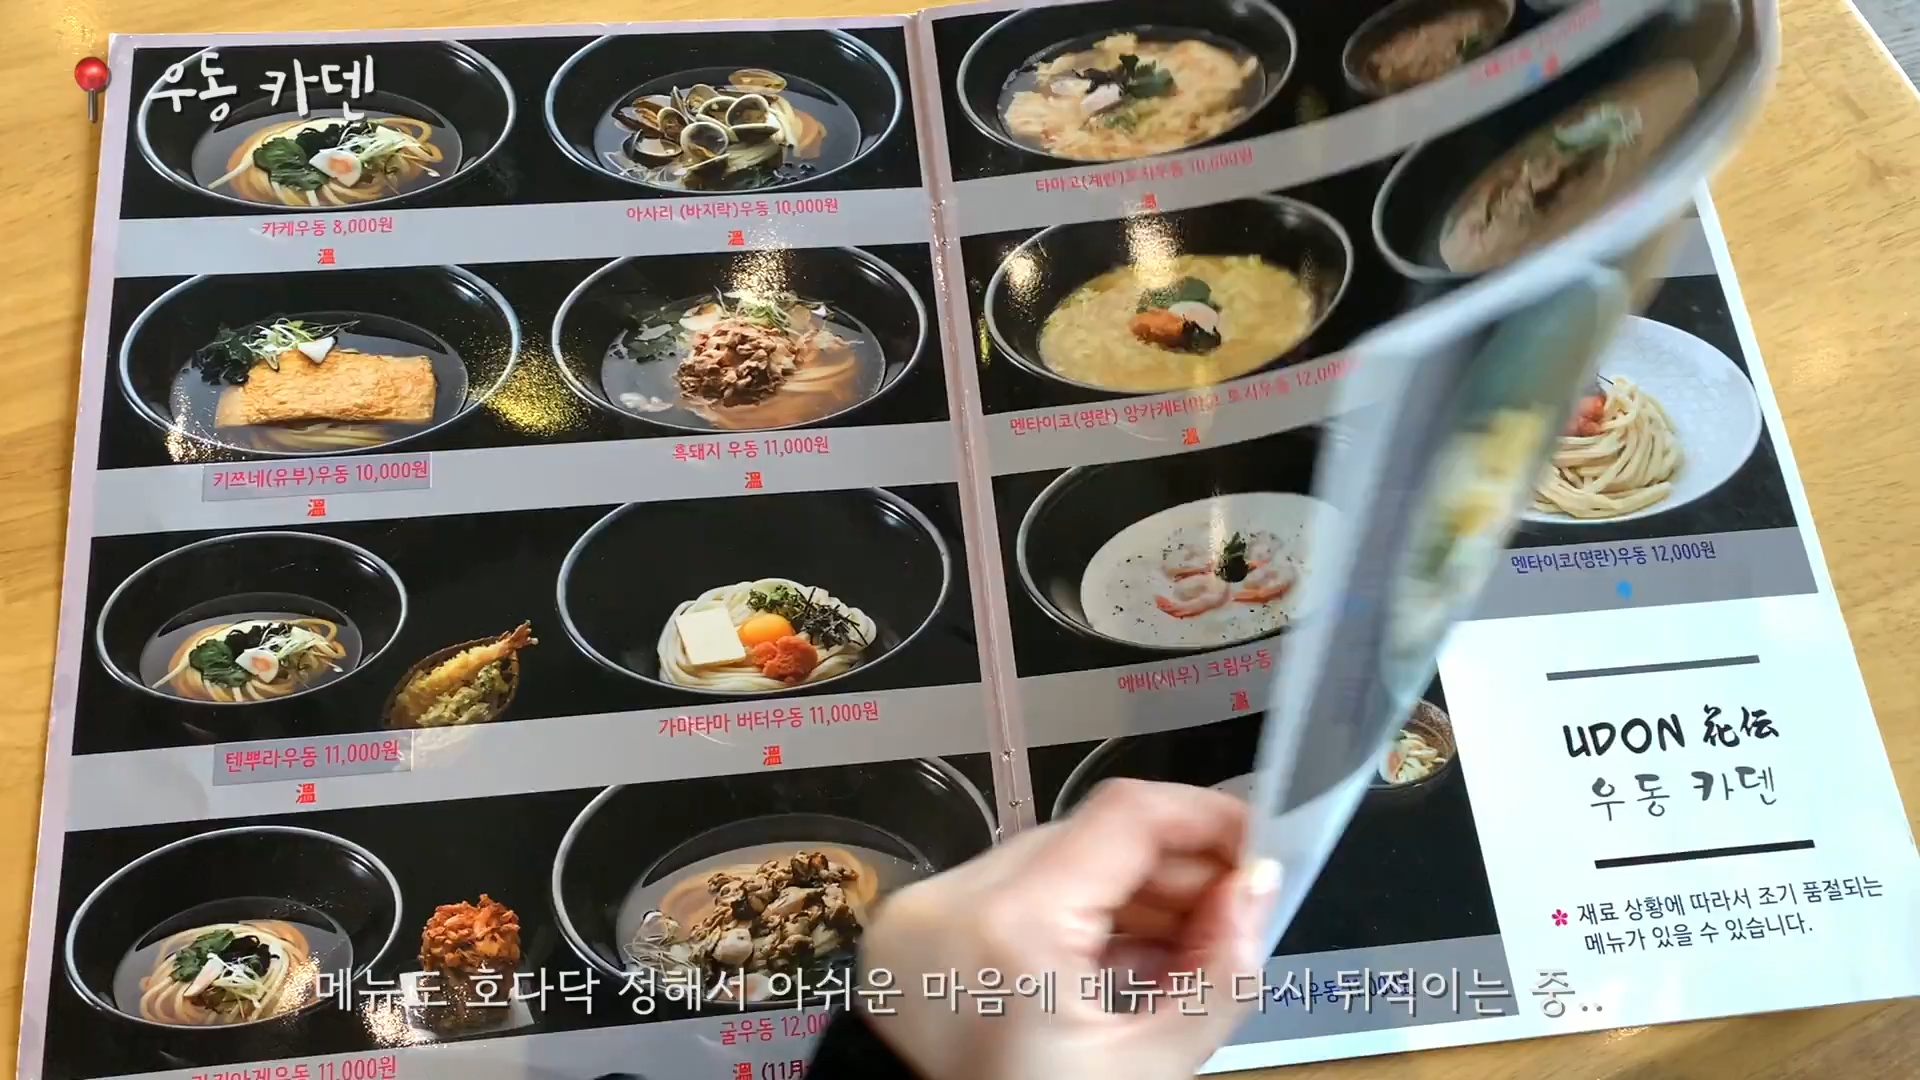 우동 카덴
카케우동 8,000원
溫
아사리 (바지락)우동 10,000원
溫
키쯔네(유부)우동 10,000원
溫
흑돼지 우동 11,000원
溫
텐뿌라우동 11,000원
溫
가마타마 버터우동 11,000원
溫
11,000원
굴우동 12,00
溫 (11月
타마고(계란)토지우동 10,000원
溫
멘타이코(명란) 앙카케타마고 토지우동 12,000
溫
에비(새우) 크림우동
溫
멘타이코(명란)우동 12,000원
UDON 花伝
우동 카덴
재료 상황에 따라서 조기 품절되는
메뉴가 있을 수 있습니다.
메뉴도 호다닥 정해서 아쉬운 마음에 메뉴판 다시 뒤적이는 중..